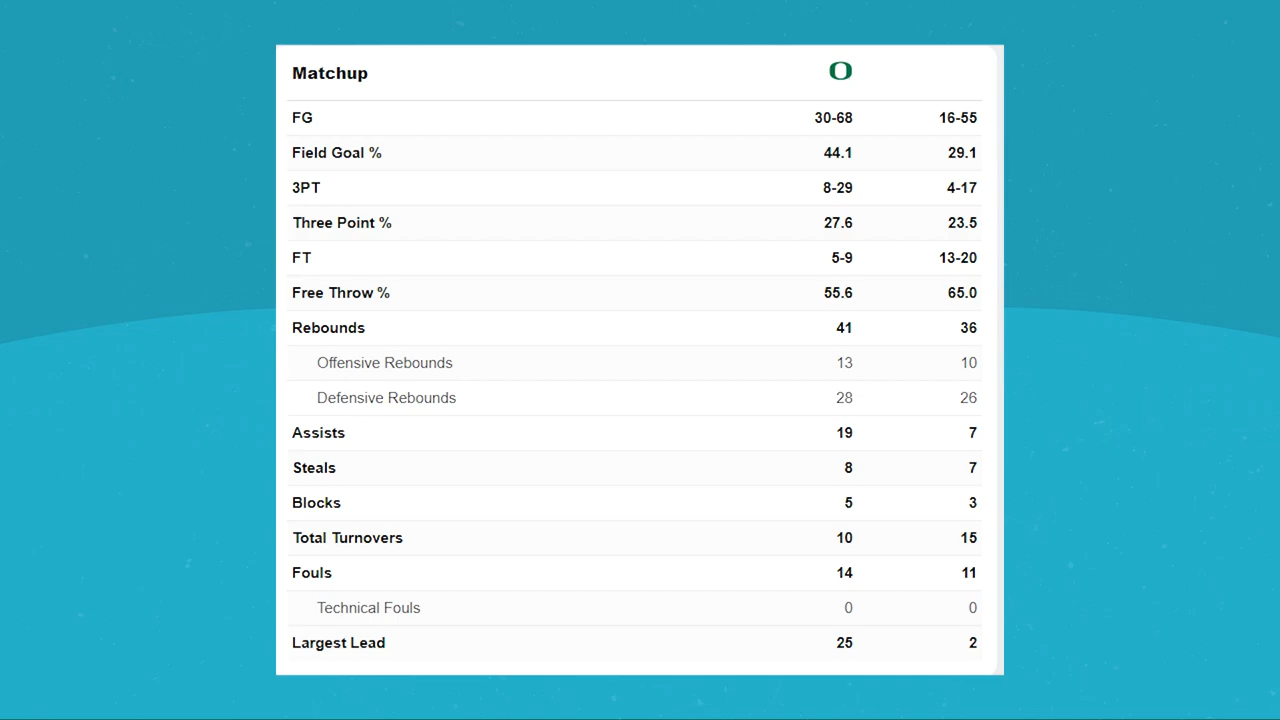 Matchup O
FG 30-68 16-55
Field Goal % 44.1 29.1
3PT 8-29 4-17
Three Point % 27.6 23.5
FT 5-9 13-20
Free Throw % 55.6 65.0
Rebounds 41 36
Offensive Rebounds 13 10
Defensive Rebounds 28 26
Assists 19 7
Steals 8 7
Blocks 5 3
Total Turnovers 10 15
Fouls 14 11
Technical Fouls 0 0
Largest Lead 25 2